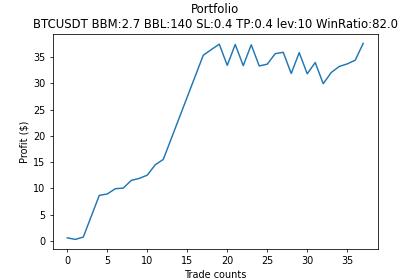 Portfolio
BTCUSDT BBM:2.7 BBL:140 SL:0.4 TP:0.4 lev:10 WinRatio:82.0
35
30
25
20
15
10
5
0
Profit ($)
0 5 10 15 20 25 30 35
Trade counts